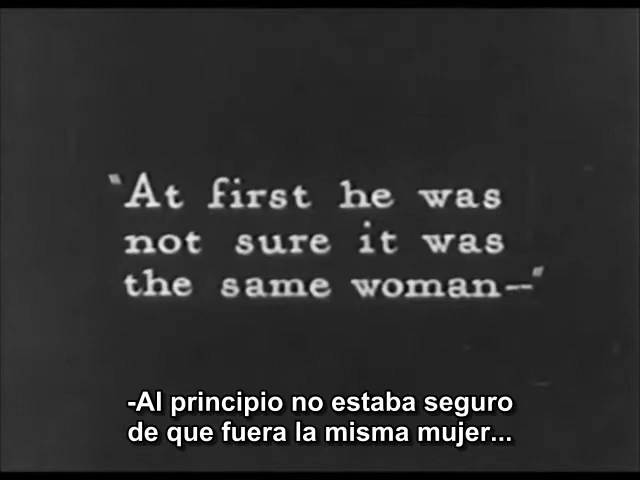 "At first he was
not sure it was
the same woman--"
-Al principio no estaba seguro
de que fuera la misma mujer...